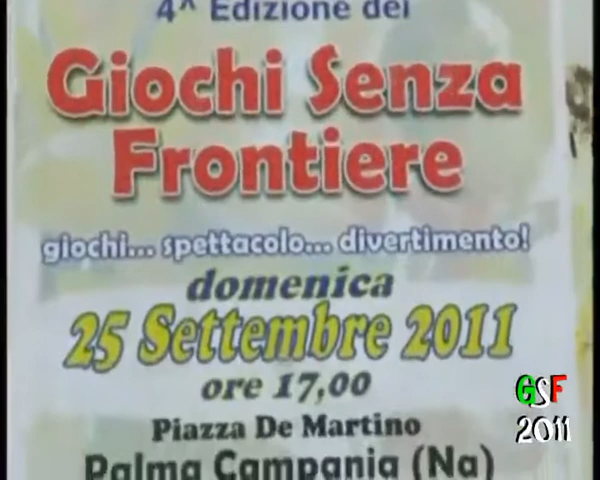 4^ Edizione dei
Giochi Senza
Frontiere
giochi... spettacolo... divertimento!
domenica
25 Settembre 2011
ore 17,00
Piazza De Martino
Palma Campania (Na)
GSF
2011